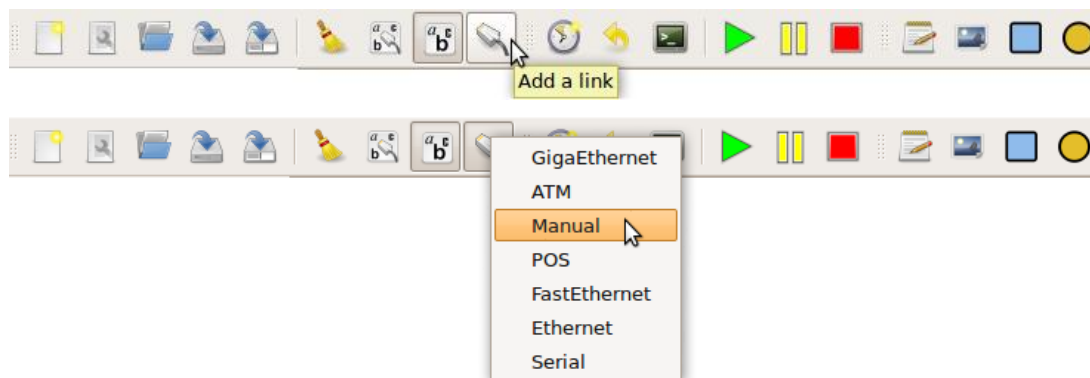 Add a link
GigaEthernet
ATM
Manual
POS
FastEthernet
Ethernet
Serial